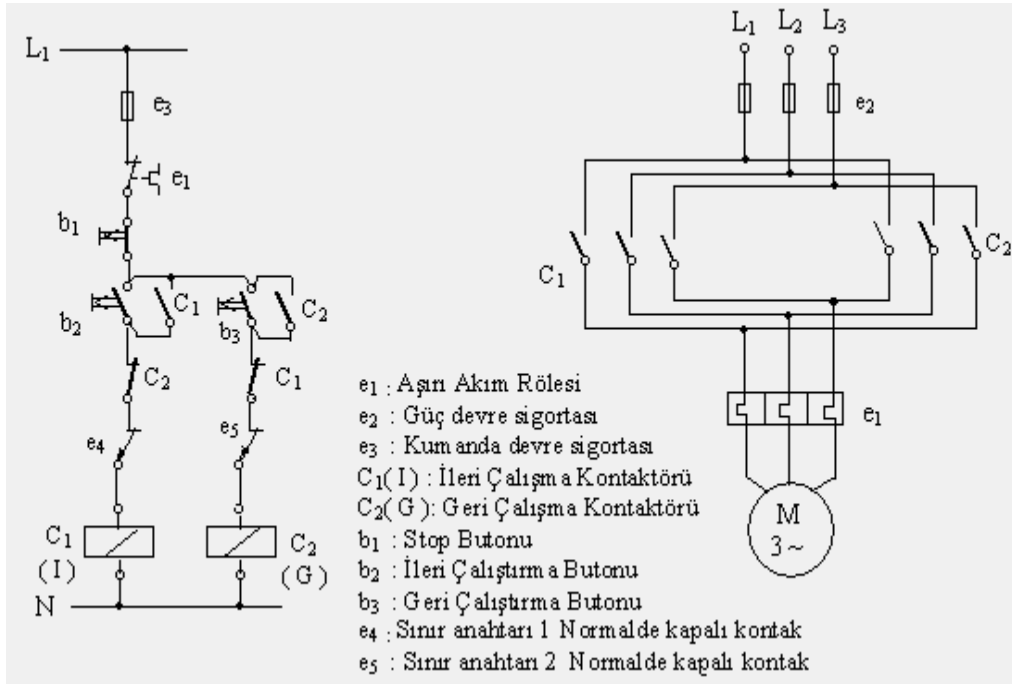 L₁
e₃
e₁
b₁
C₁
C₂
b₂
b₃
C₂
C₁
e₄
e₅
C₁
(I)
C₂
(G)
N
L₁ L₂ L₃
e₂
C₁
C₂
e₁
M
3~
e₁ : Aşırı Akım Rölesi
e₂ : Güç devre sigortası
e₃ : Kumanda devre sigortası
C₁( I ) : İleri Çalışma Kontaktörü
C₂( G ): Geri Çalışma Kontaktörü
b₁ : Stop Butonu
b₂ : İleri Çalıştırma Butonu
b₃ : Geri Çalıştırma Butonu
e₄ : Sınır anahtarı 1 Normalde kapalı kontak
e₅ : Sınır anahtarı 2 Normalde kapalı kontak